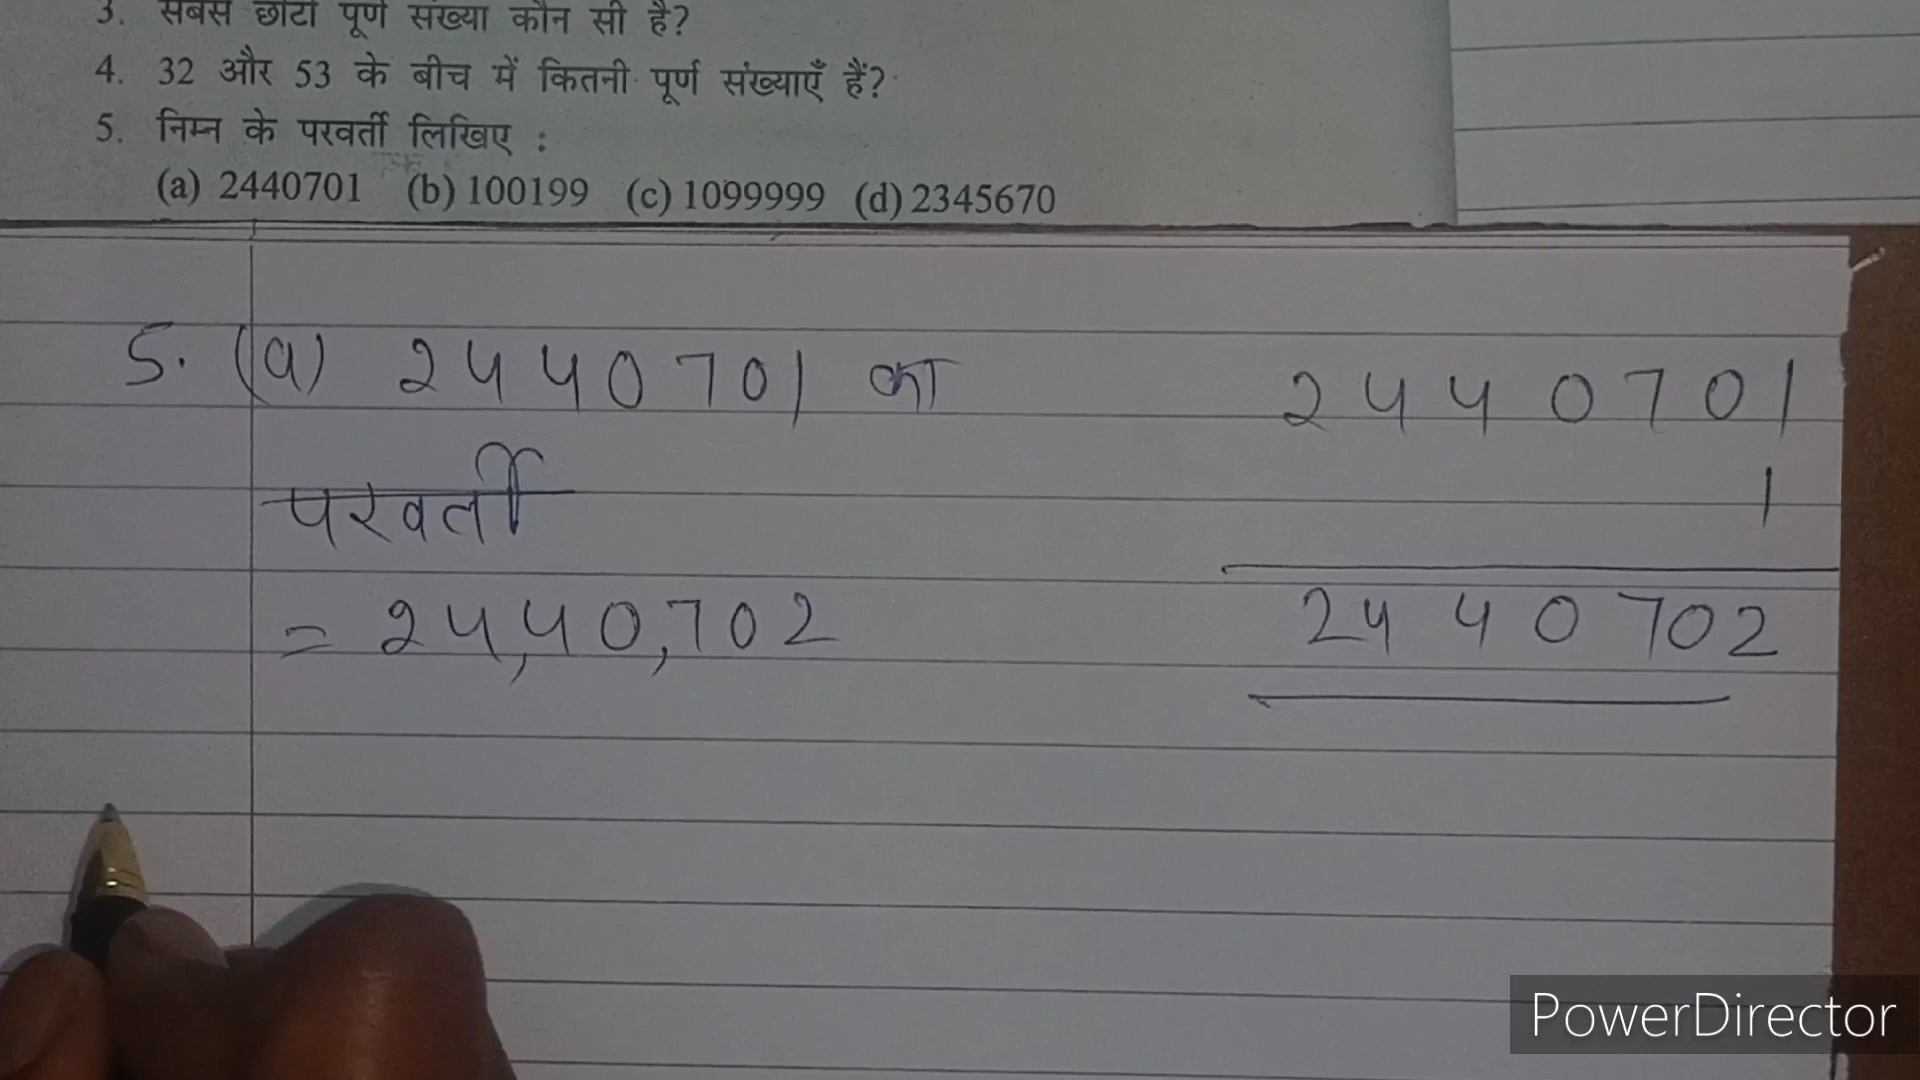 3. सबसे छोटी पूर्ण संख्या कौन सी है?
4. 32 और 53 के बीच में कितनी पूर्ण संख्याएँ हैं?
5. निम्न के परवर्ती लिखिए :
(a) 2440701 (b) 100199 (c) 1099999 (d) 2345670
5. (a) 2440701 का
परवर्ती
= 24,40,702
2440701
1
2440702
PowerDirector